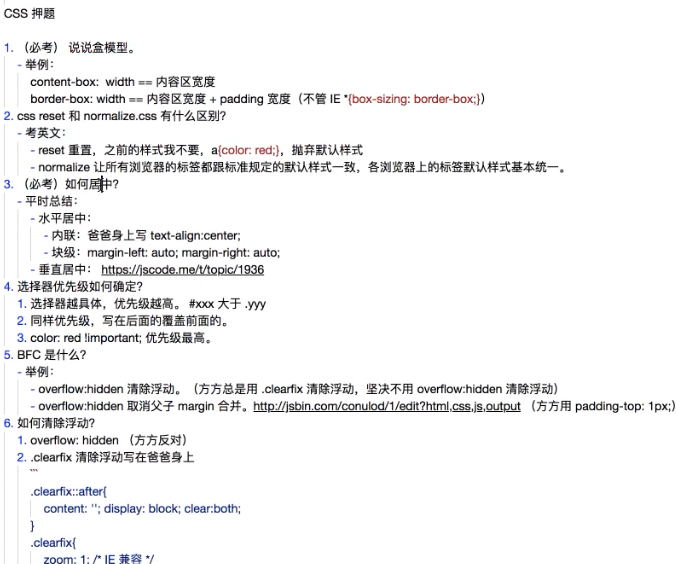 CSS 押题
1. （必考） 说说盒模型。
- 举例：
content-box: width == 内容区宽度
border-box: width == 内容区宽度 + padding 宽度（不管 IE *{box-sizing: border-box;}）
2. css reset 和 normalize.css 有什么区别?
- 考英文：
- reset 重置，之前的样式我不要，a{color: red;}，抛弃默认样式
- normalize 让所有浏览器的标签都跟标准规定的默认样式一致，各浏览器上的标签默认样式基本统一。
3. （必考）如何居中?
- 平时总结：
- 水平居中：
- 内联：爸爸身上写 text-align:center;
- 块级：margin-left: auto; margin-right: auto;
- 垂直居中： https://jscode.me/t/topic/1936
4. 选择器优先级如何确定?
1. 选择器越具体，优先级越高。 #xxx 大于 .yyy
2. 同样优先级，写在后面的覆盖前面的。
3. color: red !important; 优先级最高。
5. BFC 是什么?
- 举例：
- overflow:hidden 清除浮动。（方方总是用 .clearfix 清除浮动，坚决不用 overflow:hidden 清除浮动）
- overflow:hidden 取消父子 margin 合并。http://jsbin.com/conulod/1/edit?html,css,js,output （方方用 padding-top: 1px;）
6. 如何清除浮动?
1. overflow: hidden （方方反对）
2. .clearfix 清除浮动写在爸爸身上
```
.clearfix::after{
content: ''; display: block; clear:both;
}
.clearfix{
zoom: 1; /* IE 兼容 */